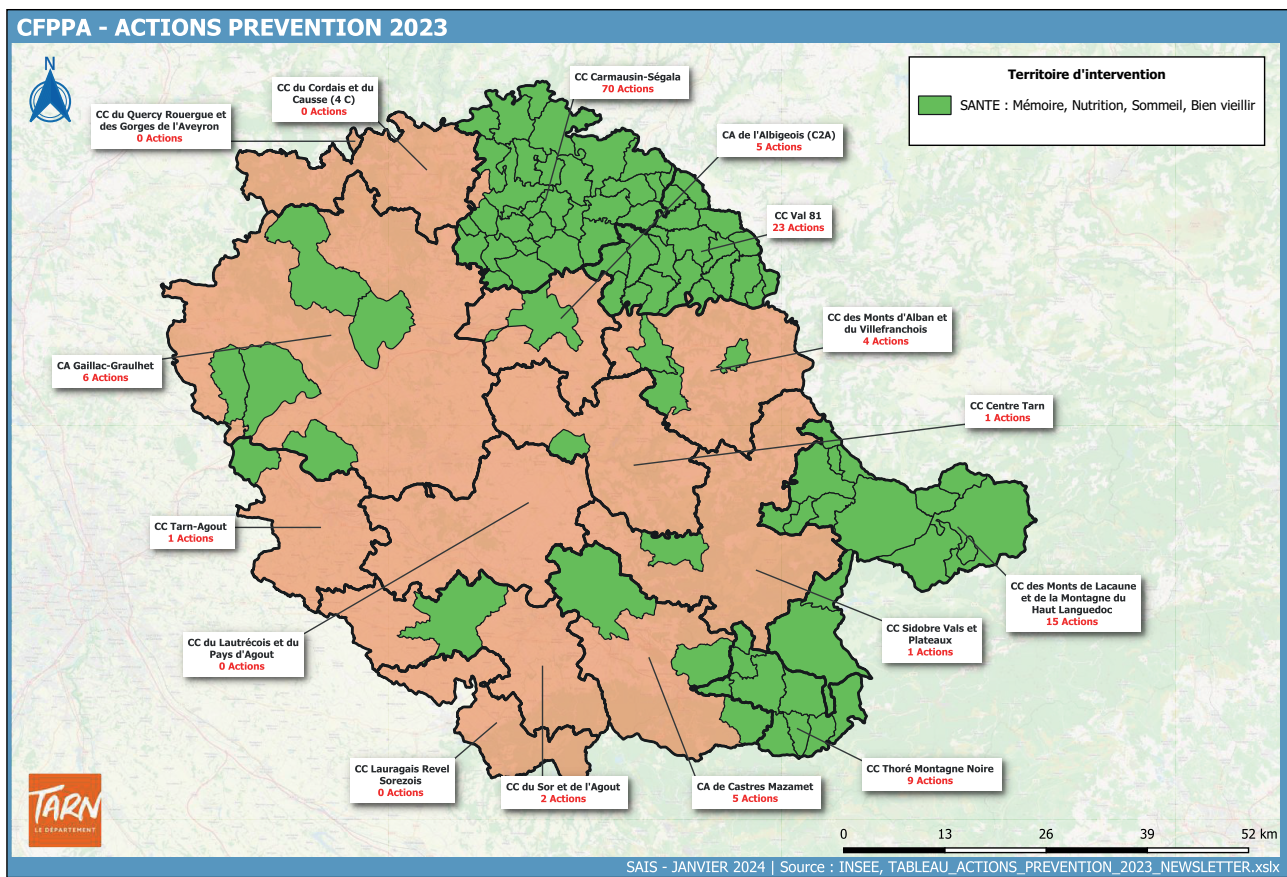 CFPPA - ACTIONS PREVENTION 2023
N
Territoire d'intervention
SANTE : Mémoire, Nutrition, Sommeil, Bien vieillir
CC Carmausin-Ségala
70 Actions
CC du Cordais et du
Causse (4 C)
0 Actions
CC du Quercy Rouergue et
des Gorges de l'Aveyron
0 Actions
CA de l'Albigeois (C2A)
5 Actions
CC Val 81
23 Actions
CC des Monts d'Alban et
du Villefranchois
4 Actions
CA Gaillac-Graulhet
6 Actions
CC Centre Tarn
1 Actions
CC Tarn-Agout
1 Actions
CC des Monts de Lacaune
et de la Montagne du
Haut Languedoc
15 Actions
CC du Lautrécois et du
Pays d'Agout
0 Actions
CC Sidobre Vals et
Plateaux
1 Actions
CC Lauragais Revel
Sorezois
0 Actions
CC du Sor et de l'Agout
2 Actions
CA de Castres Mazamet
5 Actions
CC Thoré Montagne Noire
9 Actions
TARN
LE DÉPARTEMENT
0 13 26 39 52 km
SAIS - JANVIER 2024 | Source : INSEE, TABLEAU_ACTIONS_PREVENTION_2023_NEWSLETTER.xslx